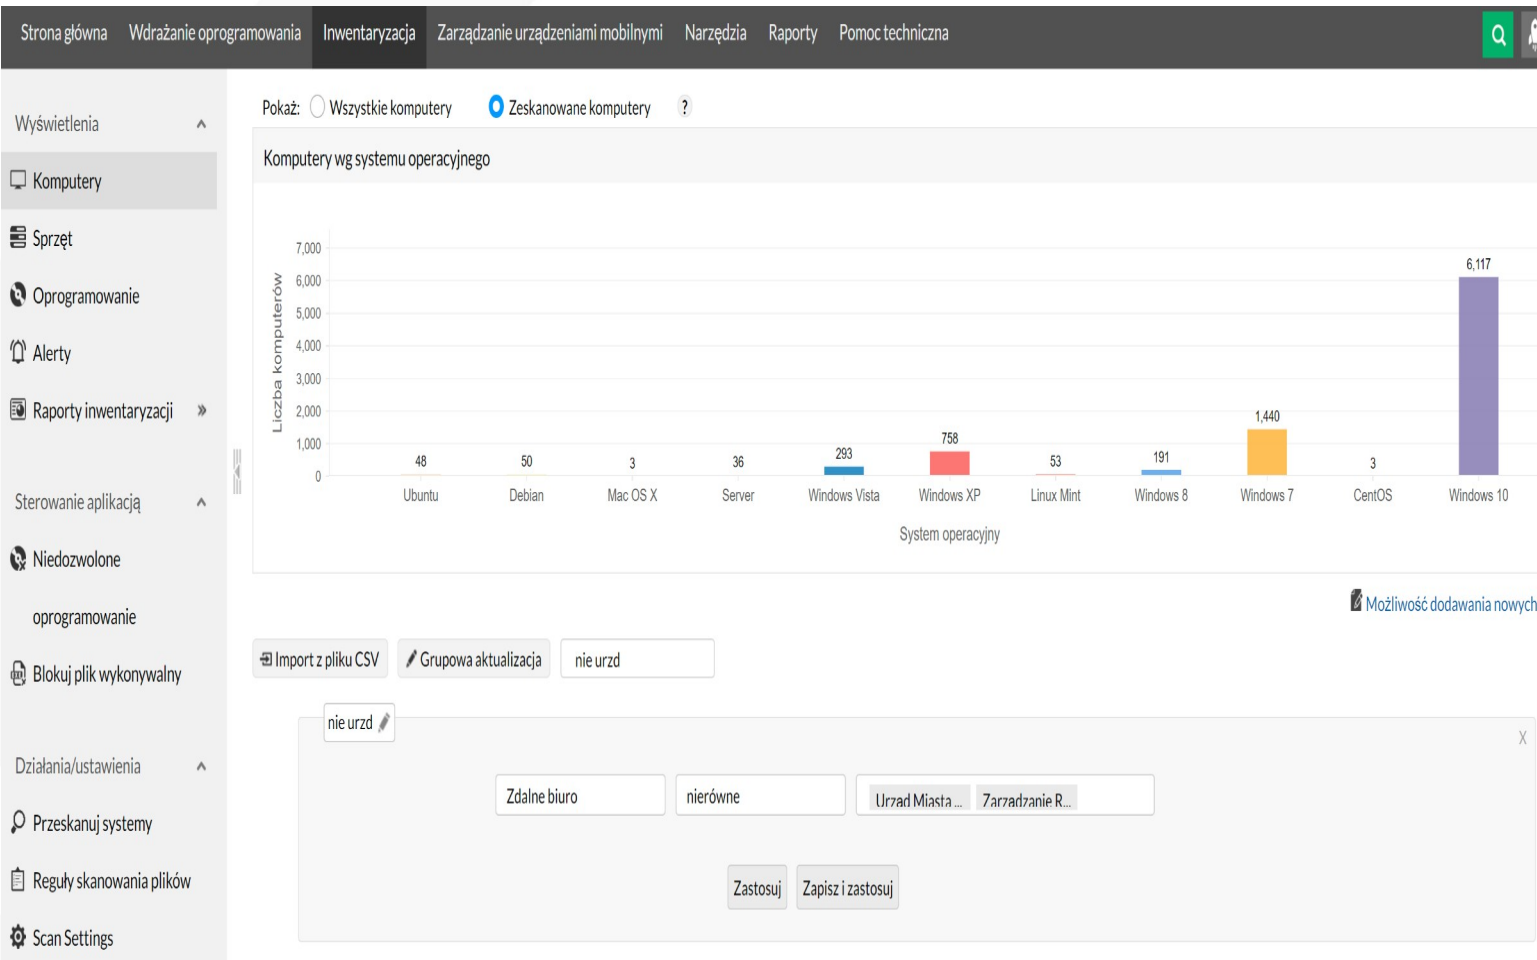 Strona główna Wdrażanie oprogramowania Inwentaryzacja Zarządzanie urządzeniami mobilnymi Narzędzia Raporty Pomoc techniczna
Wyświetlenia
Komputery
Sprzęt
Oprogramowanie
Alerty
Raporty inwentaryzacji
Sterowanie aplikacją
Niedozwolone
oprogramowanie
Blokuj plik wykonywalny
Działania/ustawienia
Przeskanuj systemy
Reguły skanowania plików
Scan Settings
Pokaż: Wszystkie komputery Zeskanowane komputery ?
Komputery wg systemu operacyjnego
Liczba komputerów
7,000
6,000
5,000
4,000
3,000
2,000
1,000
0
48 50 3 36 293 758 53 191 1,440 3 6,117
Ubuntu Debian Mac OS X Server Windows Vista Windows XP Linux Mint Windows 8 Windows 7 CentOS Windows 10
System operacyjny
Możliwość dodawania nowych
Import z pliku CSV Grupowa aktualizacja nie urzd
nie urzd
X
Zdalne biuro nierówne Urzad Miasta ... Zarzadzanie R...
Zastosuj Zapisz i zastosuj